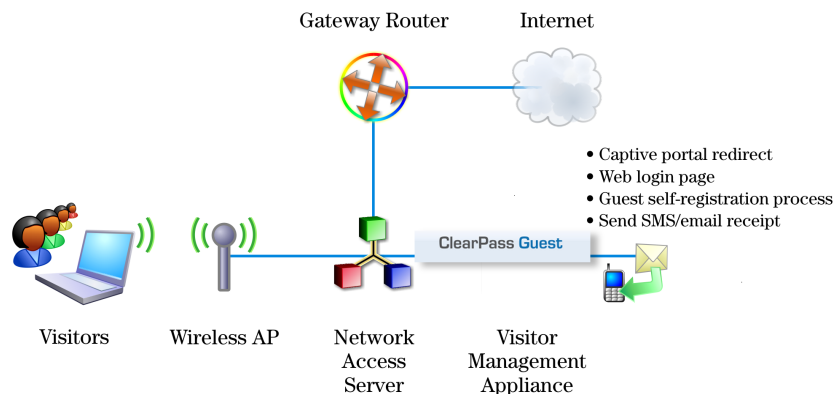 Gateway Router
Internet
• Captive portal redirect
• Web login page
• Guest self-registration process
• Send SMS/email receipt
ClearPass Guest
Visitors
Wireless AP
Network
Access
Server
Visitor
Management
Appliance